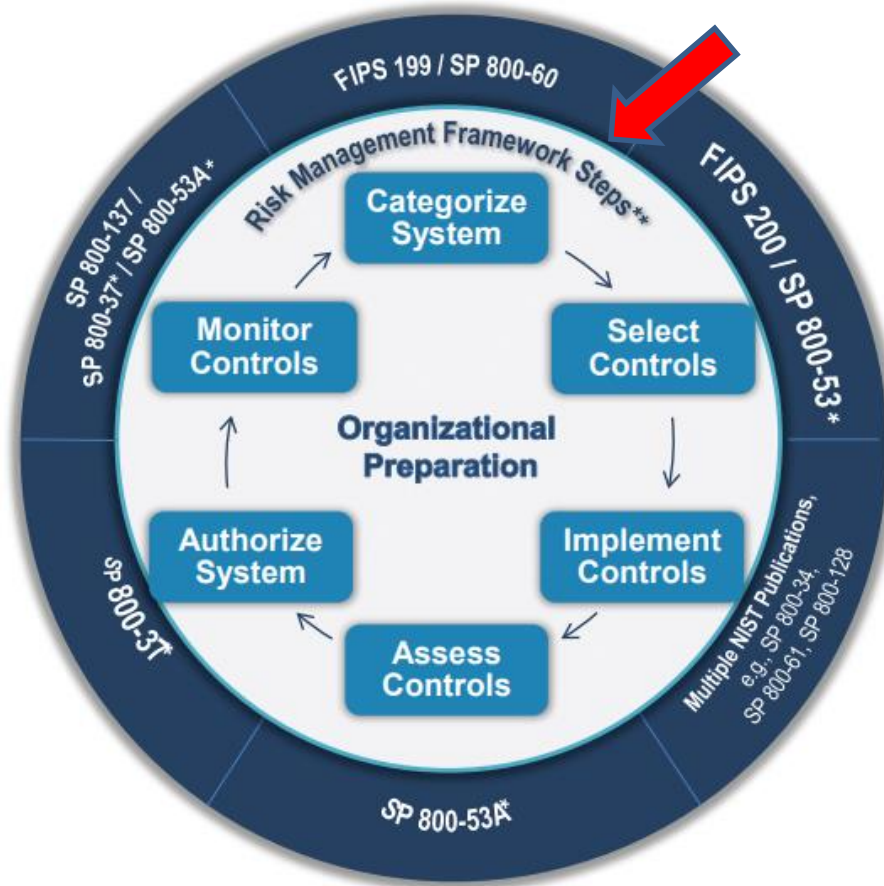 FIPS 199 / SP 800-60
Risk Management Framework Steps**
FIPS 200 / SP 800-53*
Categorize
System
Select
Controls
Multiple NIST Publications,
e.g., SP 800-34,
SP 800-61, SP 800-128
Implement
Controls
SP 800-53A*
Assess
Controls
SP 800-37*
Authorize
System
SP 800-137 /
SP 800-37* / SP 800-53A*
Monitor
Controls
Organizational
Preparation